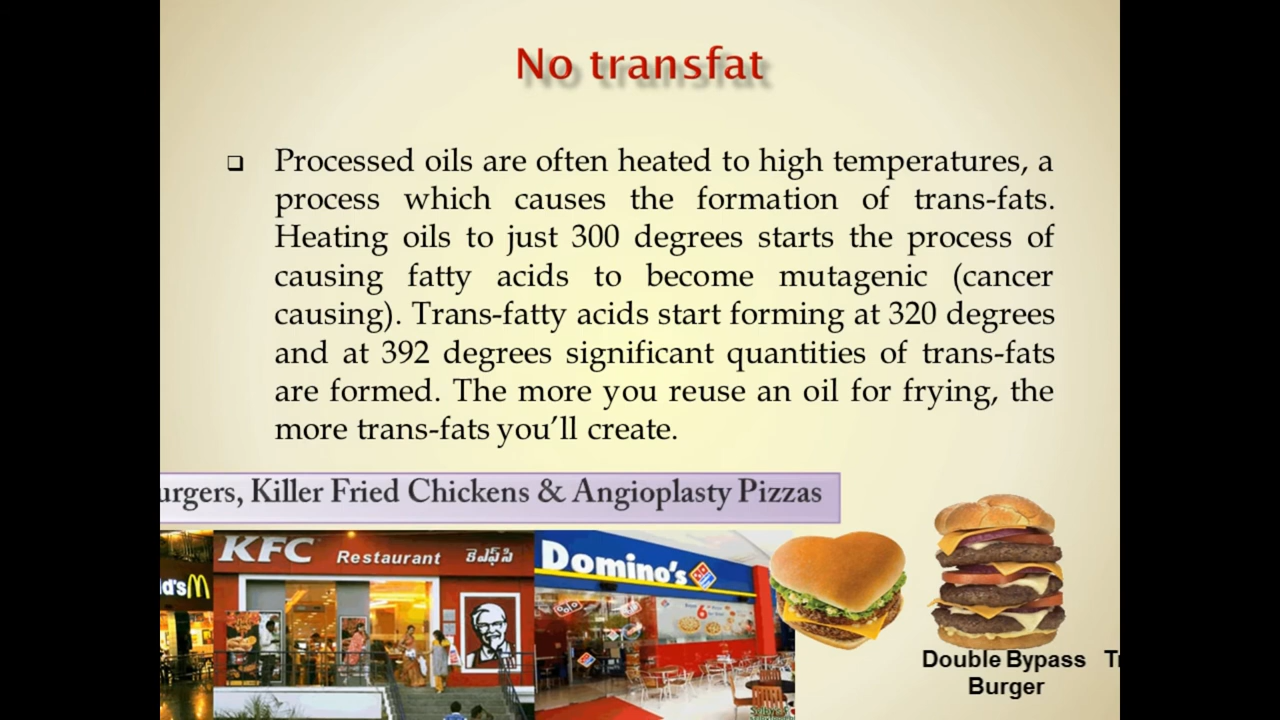 No transfat
Processed oils are often heated to high temperatures, a
process which causes the formation of trans-fats.
Heating oils to just 300 degrees starts the process of
causing fatty acids to become mutagenic (cancer
causing). Trans-fatty acids start forming at 320 degrees
and at 392 degrees significant quantities of trans-fats
are formed. The more you reuse an oil for frying, the
more trans-fats you’ll create.
urgers, Killer Fried Chickens & Angioplasty Pizzas
d's
KFC Restaurant కెఎఫ్‌సి
Domino's
6
Double Bypass
Burger